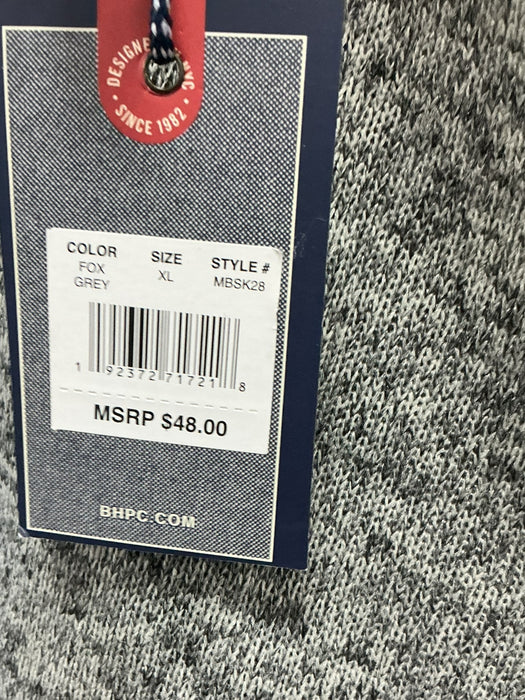 DESIGNE
NYC
SINCE 1982
COLOR SIZE STYLE #
FOX XL MBSK28
GREY
1 92372 71721 8
MSRP $48.00
BHPC.COM